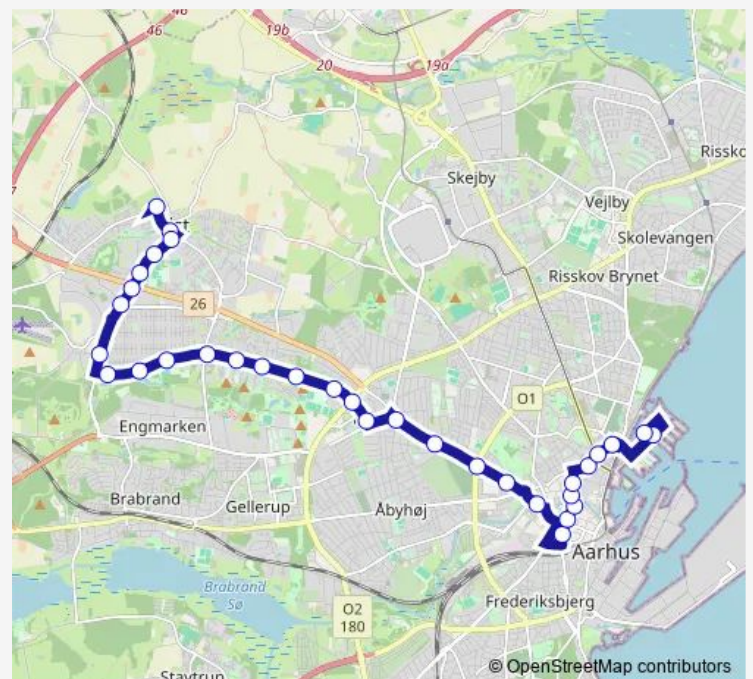 46
46
19b
20
19a
Skejby
Vejlby
Skolevangen
Risskov Brynet
26
O1
Engmarken
Brabrand
Gellerup
Åbyhøj
Aarhus
Brabrand
Sø
O2
180
Frederiksbjerg
© OpenStreetMap contributors